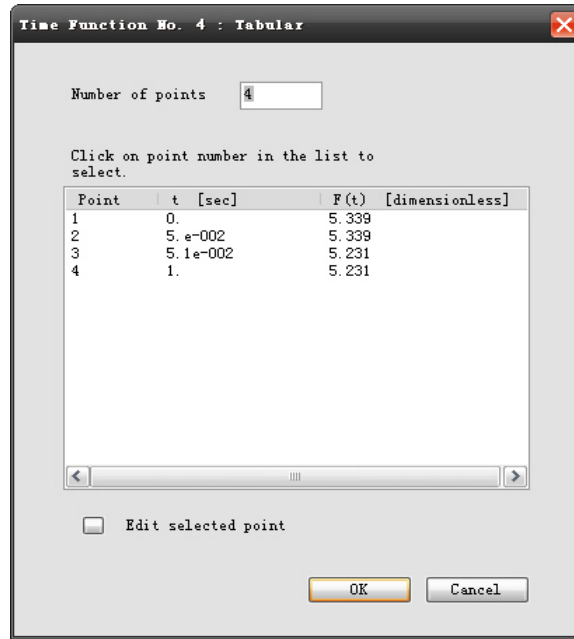 Time Function No. 4 : Tabular
Number of points 4
Click on point number in the list to
select.
Point t [sec] F(t) [dimensionless]
1 0. 5.339
2 5.e-002 5.339
3 5.1e-002 5.231
4 1. 5.231
Edit selected point
OK Cancel